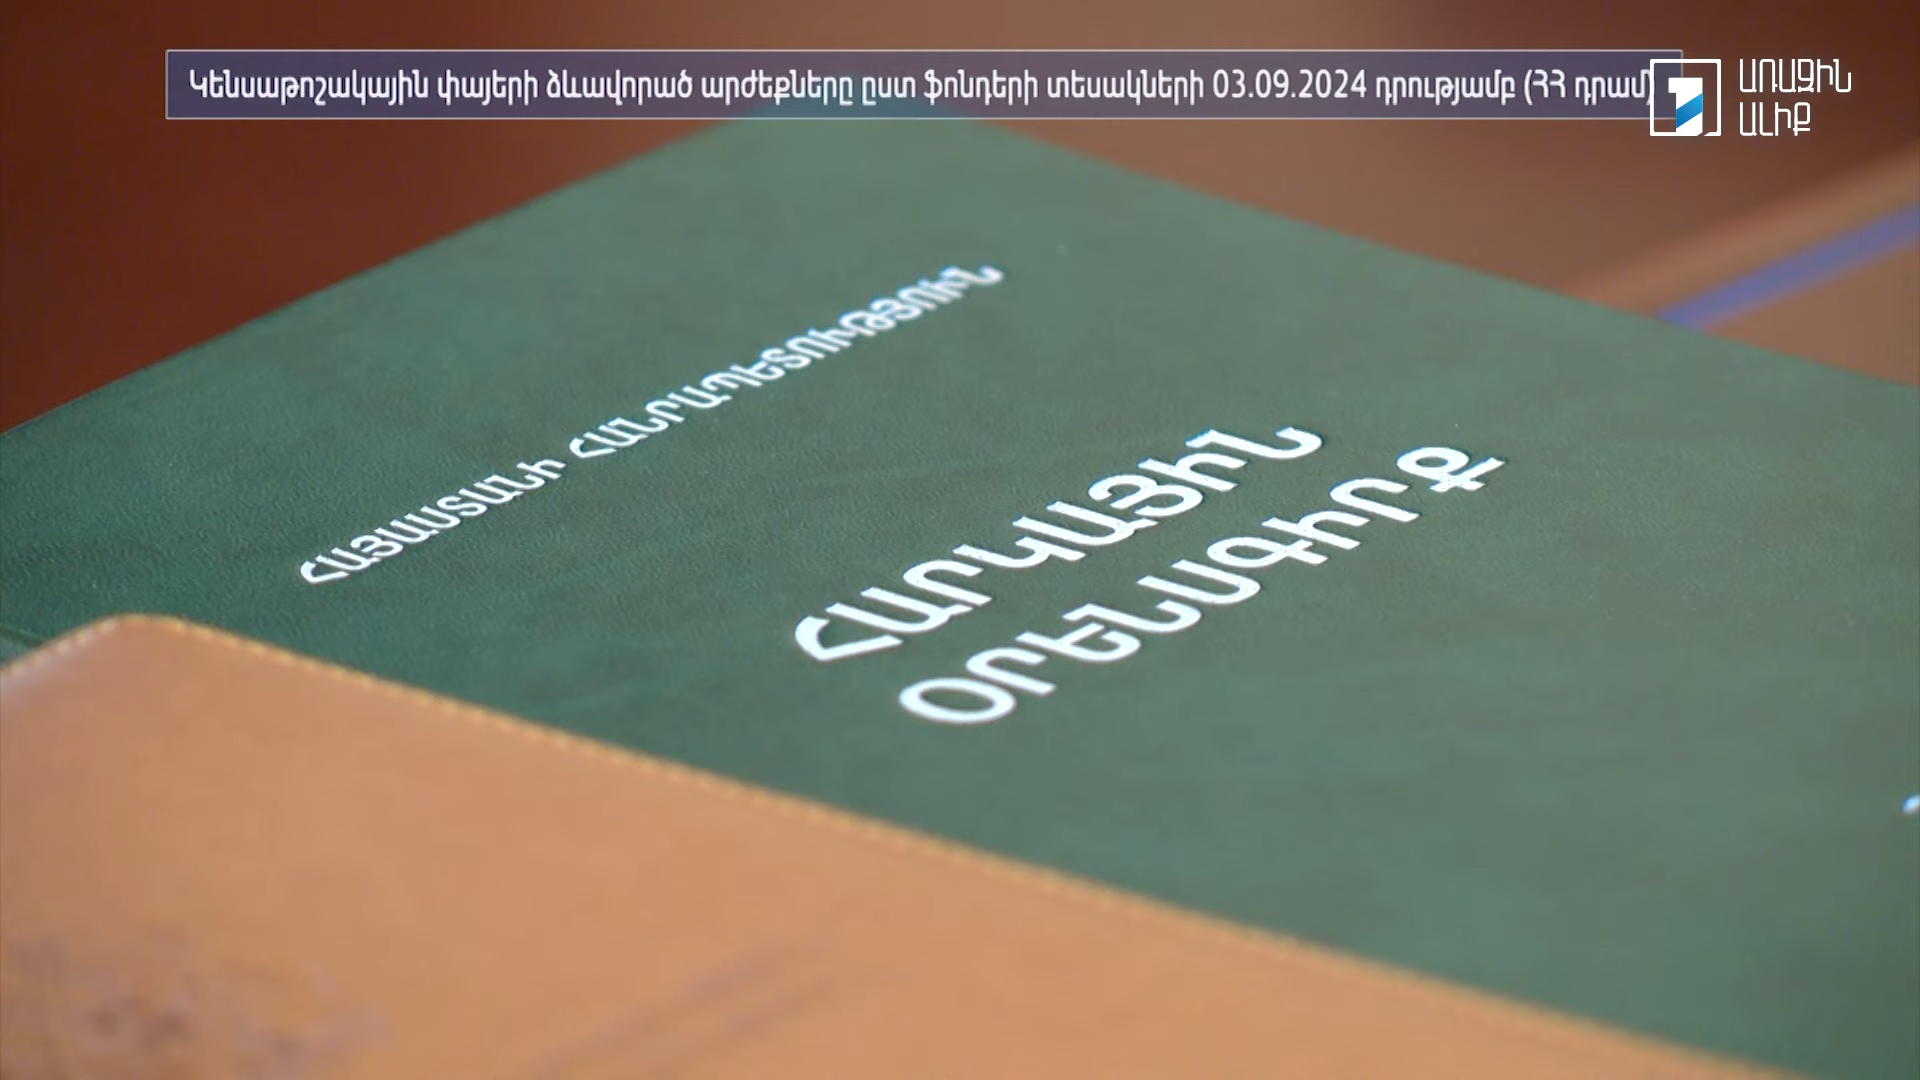 Կենսաթոշակային փայերի ձևավորած արժեքները ըստ ֆոնդերի տեսակների 03.09.2024 դրությամբ (ՀՀ դրամ)
ԱՌԱՋԻՆ
ԱԼԻՔ
ՀԱՅԱՍՏԱՆԻ ՀԱՆՐԱՊԵՏՈՒԹՅՈՒՆ
ՀԱՐԿԱՅԻՆ
ՕՐԵՆՍԳԻՐՔ